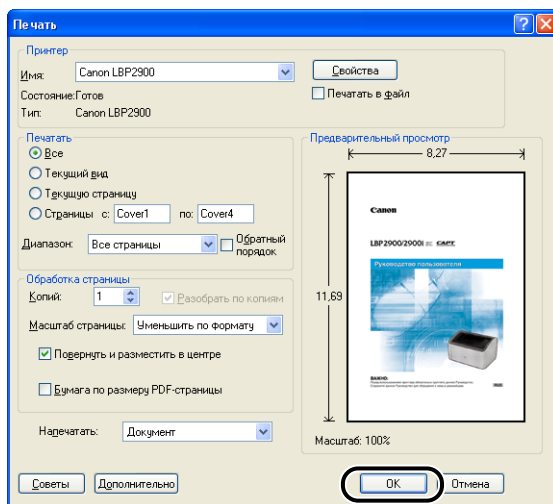 Печать
Принтер
Имя: Canon LBP2900 Свойства
Состояние: Готов Печатать в файл
Тип: Canon LBP2900
Печатать
Все
Текущий вид
Текущую страницу
Страницы с: Cover1 по: Cover4
Диапазон: Все страницы Обратный порядок
Обработка страницы
Копий: 1 Разобрать по копиям
Масштаб страницы: Уменьшить по формату
Повернуть и разместить в центре
Бумага по размеру PDF-страницы
Напечатать: Документ
Предварительный просмотр
8,27
11,69
Canon
LBP2900/2900i CAPT
Руководство пользователя
ВАЖНО.
Масштаб: 100%
Советы Дополнительно OK Отмена